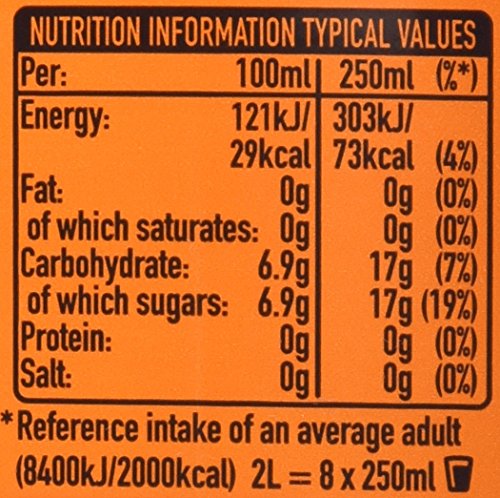 NUTRITION INFORMATION TYPICAL VALUES
Per: 100ml 250ml (%*)
Energy: 121kJ/ 303kJ/
29kcal 73kcal (4%)
Fat: 0g 0g (0%)
of which saturates: 0g 0g (0%)
Carbohydrate: 6.9g 17g (7%)
of which sugars: 6.9g 17g (19%)
Protein: 0g 0g (0%)
Salt: 0g 0g (0%)
*Reference intake of an average adult
(8400kJ/2000kcal) 2L = 8 x 250ml